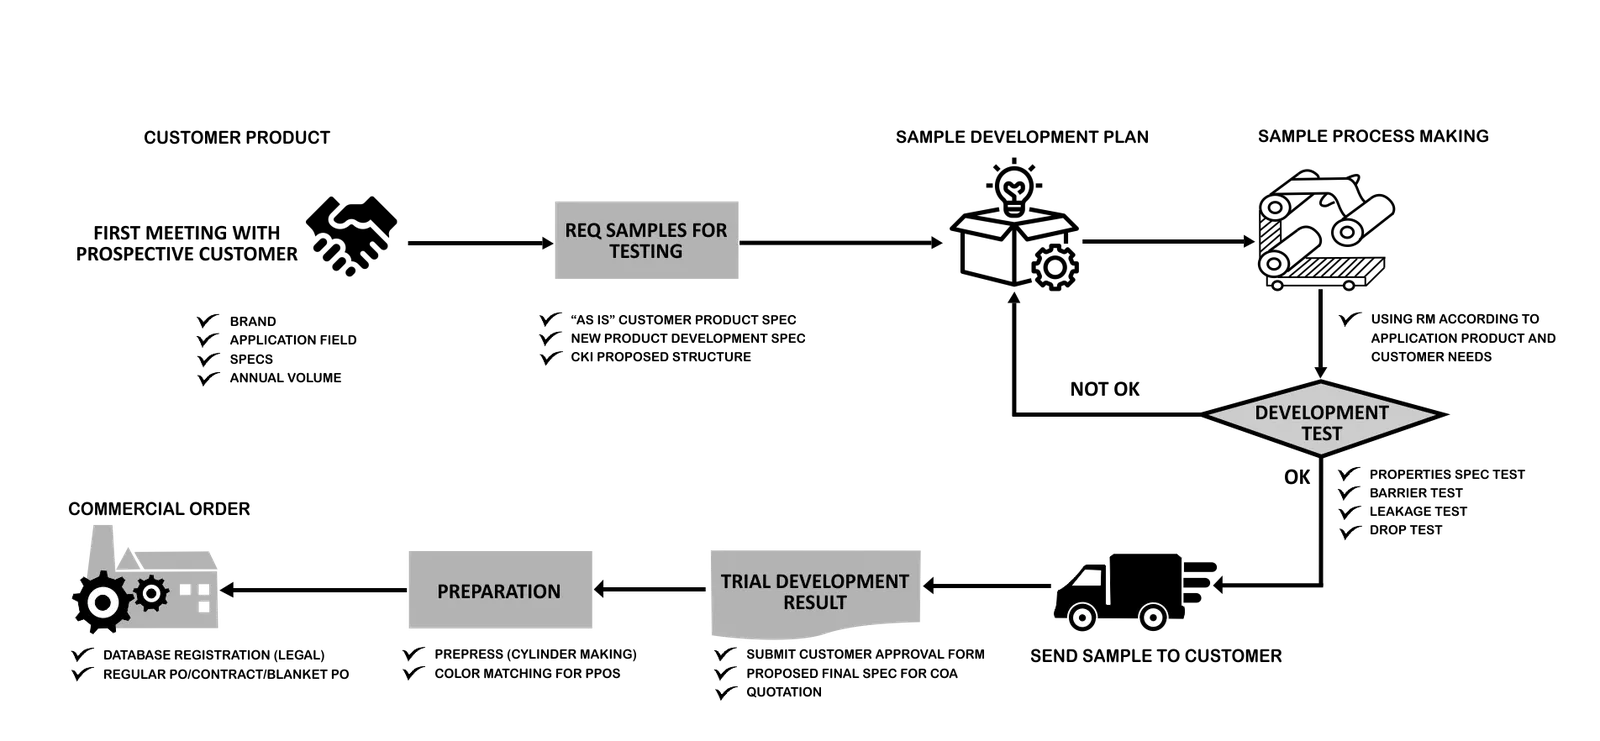 CUSTOMER PRODUCT
FIRST MEETING WITH
PROSPECTIVE CUSTOMER
BRAND
APPLICATION FIELD
SPECS
ANNUAL VOLUME
REQ SAMPLES FOR
TESTING
“AS IS” CUSTOMER PRODUCT SPEC
NEW PRODUCT DEVELOPMENT SPEC
CKI PROPOSED STRUCTURE
SAMPLE DEVELOPMENT PLAN
SAMPLE PROCESS MAKING
USING RM ACCORDING TO
APPLICATION PRODUCT AND
CUSTOMER NEEDS
NOT OK
DEVELOPMENT
TEST
OK
PROPERTIES SPEC TEST
BARRIER TEST
LEAKAGE TEST
DROP TEST
SEND SAMPLE TO CUSTOMER
TRIAL DEVELOPMENT
RESULT
SUBMIT CUSTOMER APPROVAL FORM
PROPOSED FINAL SPEC FOR COA
QUOTATION
PREPARATION
PREPRESS (CYLINDER MAKING)
COLOR MATCHING FOR PPOS
COMMERCIAL ORDER
DATABASE REGISTRATION (LEGAL)
REGULAR PO/CONTRACT/BLANKET PO